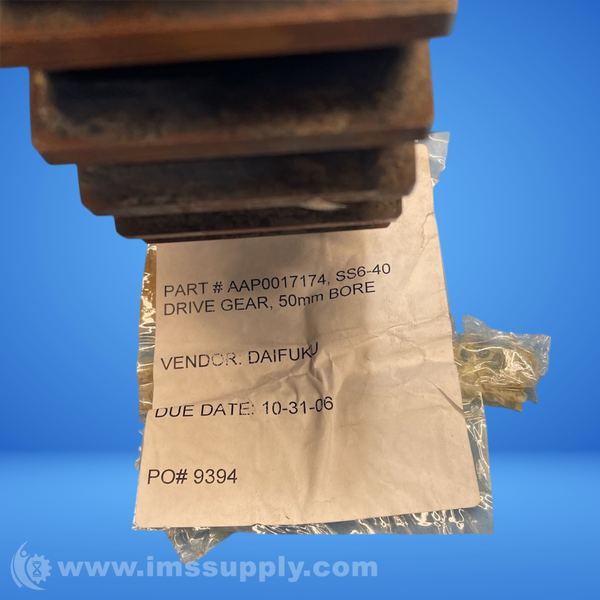 PART # AAP0017174, SS6-40
DRIVE GEAR, 50mm BORE
VENDOR: DAIFUKU
DUE DATE: 10-31-06
PO# 9394
www.imssupply.com